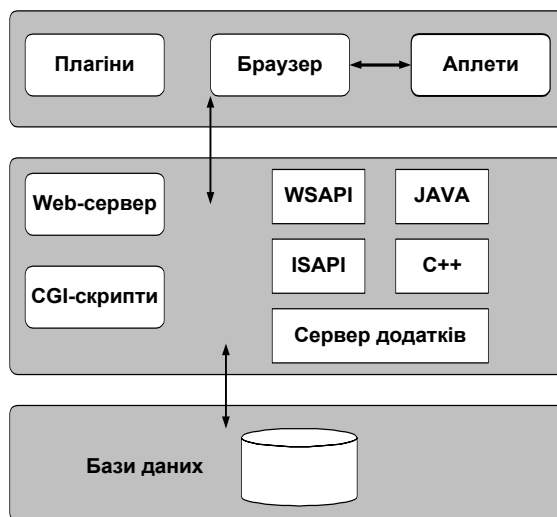 Плагіни
Браузер
Аплети
Web-сервер
WSAPI
JAVA
CGI-скрипти
ISAPI
C++
Сервер додатків
Бази даних